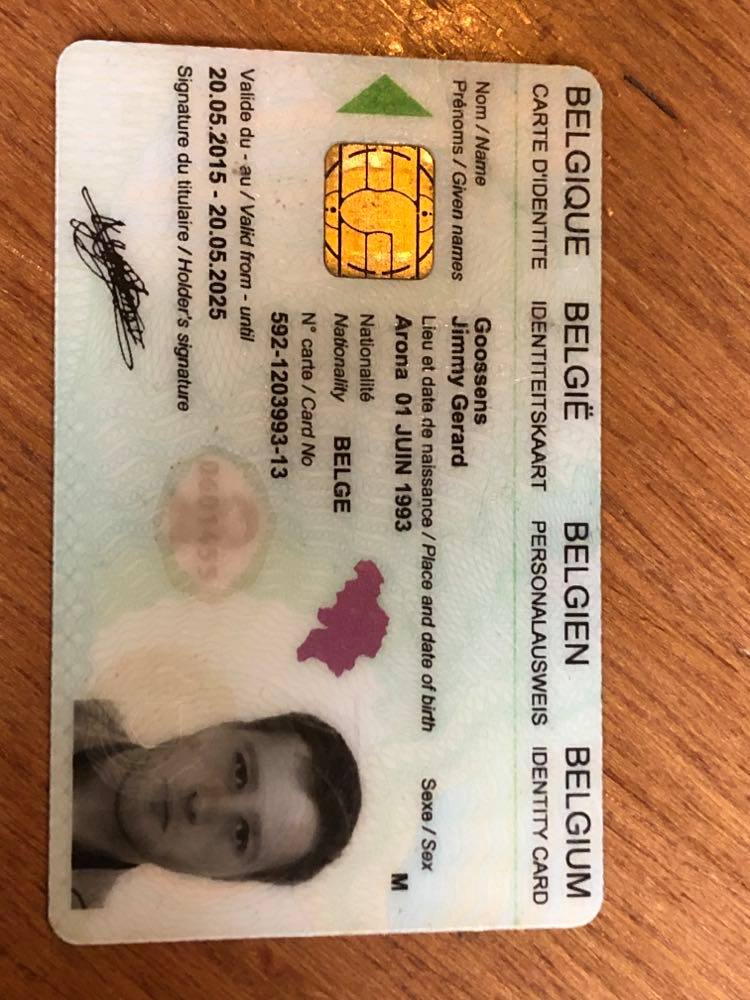 BELGIQUE BELGIË BELGIEN BELGIUM
CARTE D'IDENTITE IDENTITEITSKAART PERSONALAUSWEIS IDENTITY CARD
Nom / Name
Goossens
Prénoms / Given names
Jimmy Gerard
Lieu et date de naissance / Place and date of birth Sexe / Sex
Arona 01 JUIN 1993 M
Nationalité
Nationality BELGE
N° carte / Card No
592-1203993-13
Valide du - au / Valid from - until
20.05.2015 - 20.05.2025
Signature du titulaire / Holder's signature